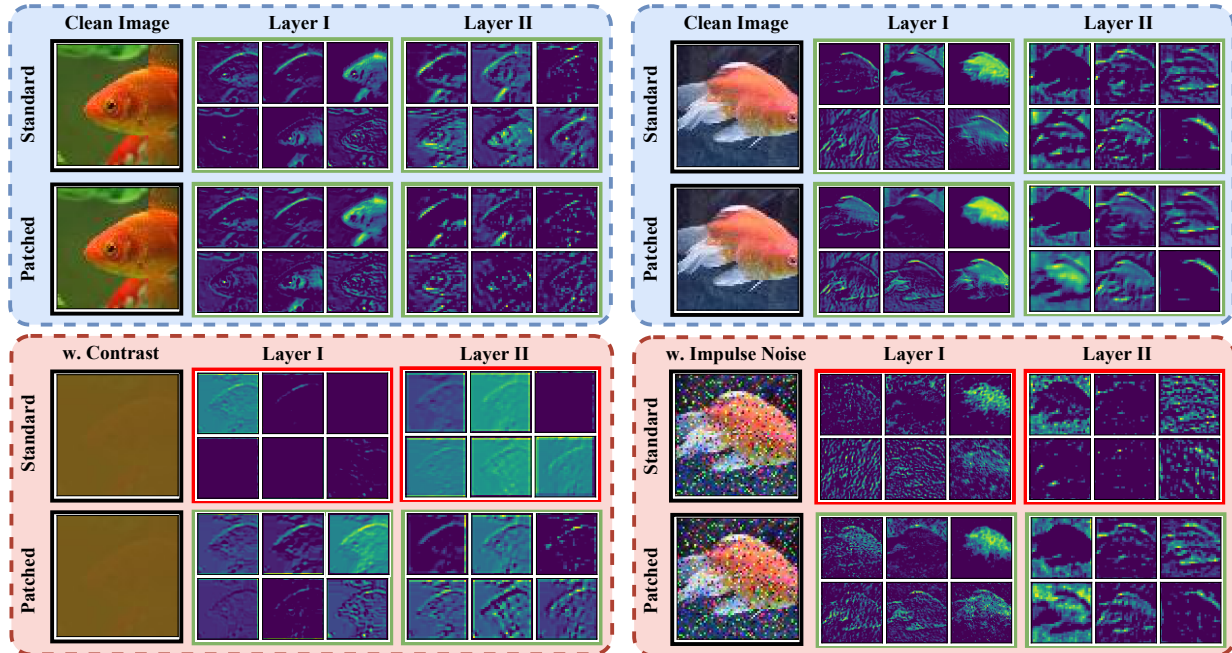 Clean Image Layer I Layer II
Standard
Patched
Clean Image Layer I Layer II
Standard
Patched
w. Contrast Layer I Layer II
Standard
Patched
w. Impulse Noise Layer I Layer II
Standard
Patched